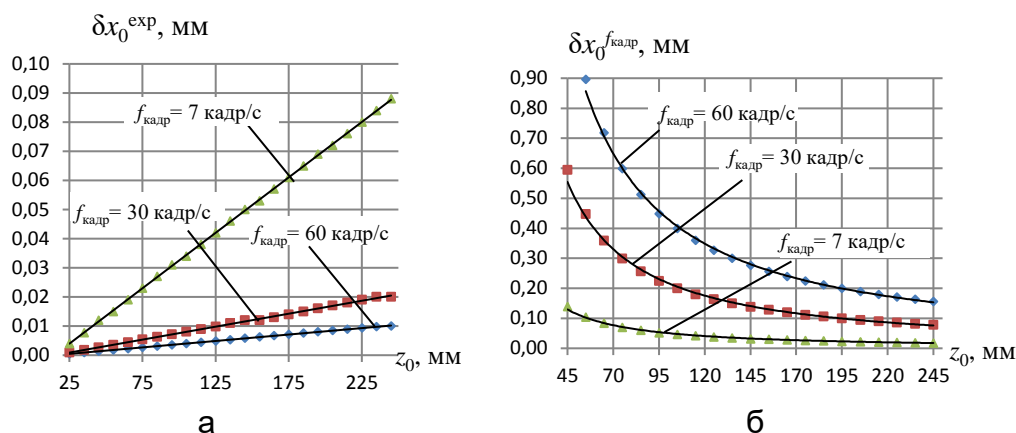 δx₀ᵉˣᵖ, мм
0,10
0,09
0,08
0,07
0,06
0,05
0,04
0,03
0,02
0,01
0,00
25 75 125 175 225
z₀, мм
fкадр= 7 кадр/с
fкадр= 30 кадр/с
fкадр= 60 кадр/с
а
δx₀fкадр, мм
0,90
0,80
0,70
0,60
0,50
0,40
0,30
0,20
0,10
0,00
45 70 95 120 145 170 195 220 245
z₀, мм
fкадр= 60 кадр/с
fкадр= 30 кадр/с
fкадр= 7 кадр/с
б